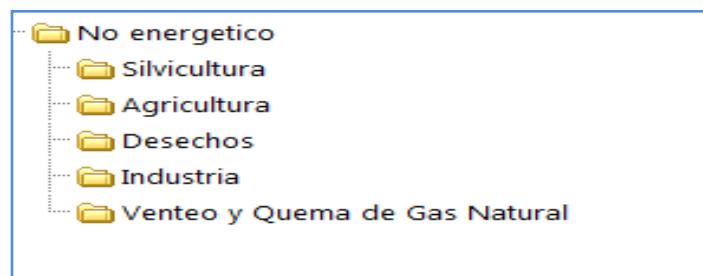 No energetico
Silvicultura
Agricultura
Desechos
Industria
Venteo y Quema de Gas Natural